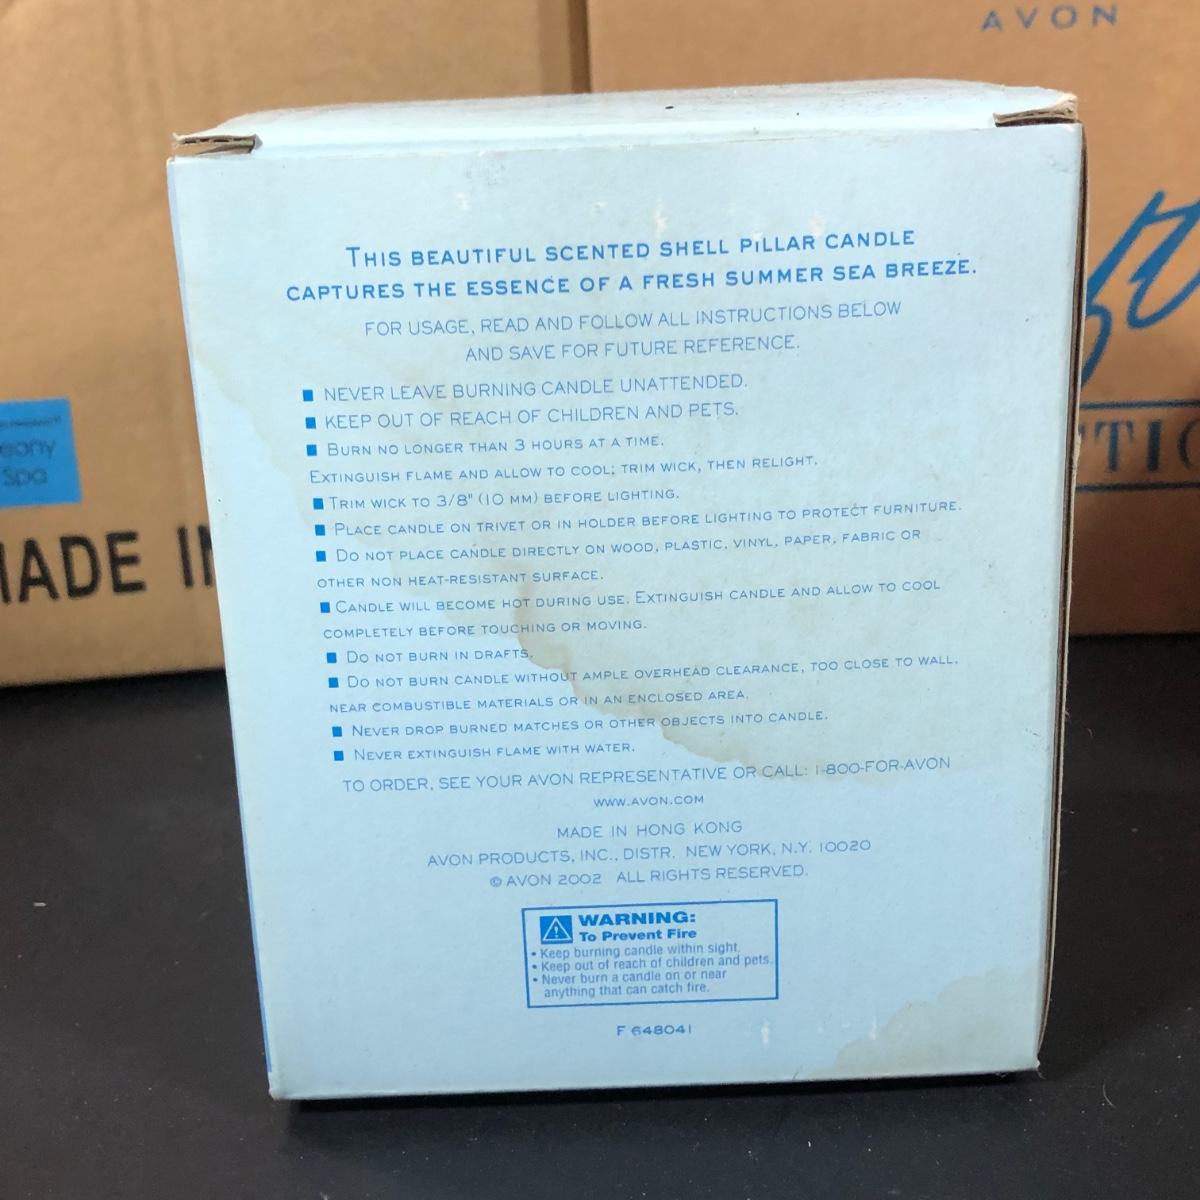 AVON
THIS BEAUTIFUL SCENTED SHELL PiLLAR CANDLE
CAPTURES THE ESSENCE OF A FRESH SUMMER SEA BREEZE.
FOR USAGE, READ AND FOLLOW ALL INSTRUCTIONS BELOW
AND SAVE FOR FUTURE REFERENCE.
■ NEVER LEAVE BURNING CANDLE UNATTENDED.
■ KEEP OUT OF REACH OF CHILDREN AND PETS.
■ BURN NO LONGER THAN 3 HOURS AT A TIME.
EXTINGUISH FLAME AND ALLOW TO COOL; TRIM WICK, THEN RELIGHT.
■ TRIM WICK TO 3/8" (10 MM) BEFORE LIGHTING.
■ PLACE CANDLE ON TRIVET OR IN HOLDER BEFORE LIGHTING TO PROTECT FURNITURE.
■ DO NOT PLACE CANDLE DIRECTLY ON WOOD, PLASTIC, VINYL, PAPER, FABRIC OR
OTHER NON HEAT-RESISTANT SURFACE.
■ CANDLE WILL BECOME HOT DURING USE. EXTINGUISH CANDLE AND ALLOW TO COOL
COMPLETELY BEFORE TOUCHING OR MOVING.
■ DO NOT BURN IN DRAFTS.
■ DO NOT BURN CANDLE WITHOUT AMPLE OVERHEAD CLEARANCE, TOO CLOSE TO WALL,
NEAR COMBUSTIBLE MATERIALS OR IN AN ENCLOSED AREA.
■ NEVER DROP BURNED MATCHES OR OTHER OBJECTS INTO CANDLE.
■ NEVER EXTINGUISH FLAME WITH WATER.
TO ORDER, SEE YOUR AVON REPRESENTATIVE OR CALL: 1-800-FOR-AVON
WWW.AVON.COM
MADE IN HONG KONG
AVON PRODUCTS, INC., DISTR. NEW YORK, N.Y. 10020
© AVON 2002 ALL RIGHTS RESERVED.
WARNING:
To Prevent Fire
• Keep burning candle within sight.
• Keep out of reach of children and pets.
• Never burn a candle on or near
anything that can catch fire.
F 648041
Spa
MADE IN